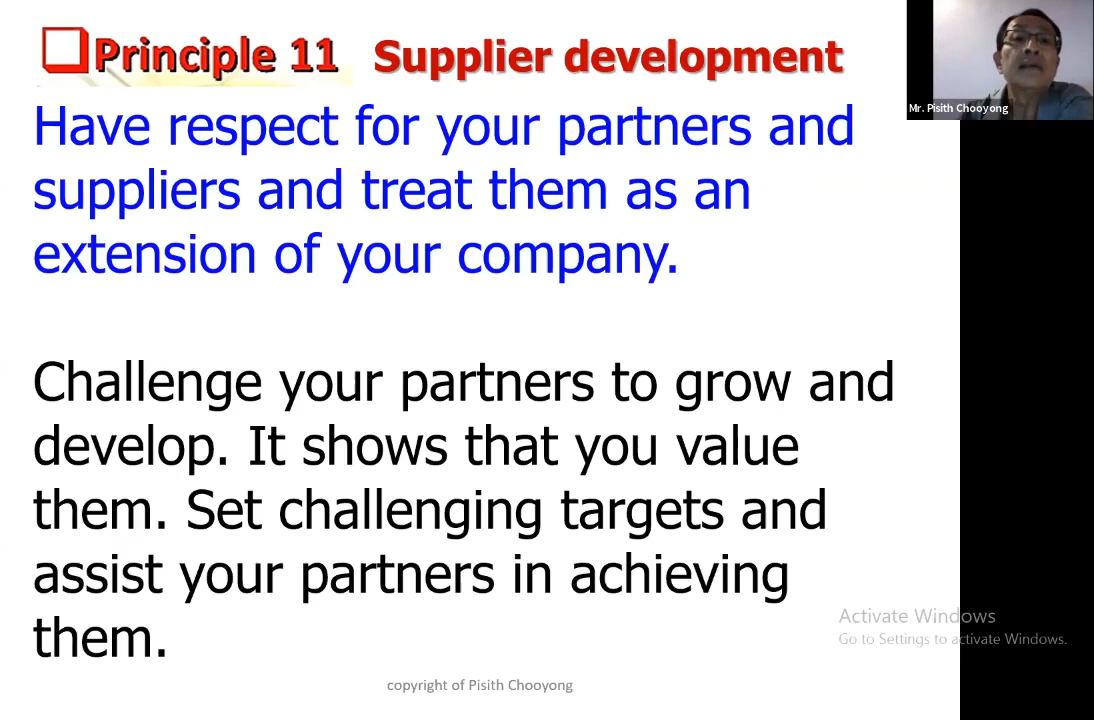 Principle 11 Supplier development
Mr. Pisith Chooyong
Have respect for your partners and
suppliers and treat them as an
extension of your company.
Challenge your partners to grow and
develop. It shows that you value
them. Set challenging targets and
assist your partners in achieving
them.
Activate Windows
Go to Settings to activate Windows.
copyright of Pisith Chooyong